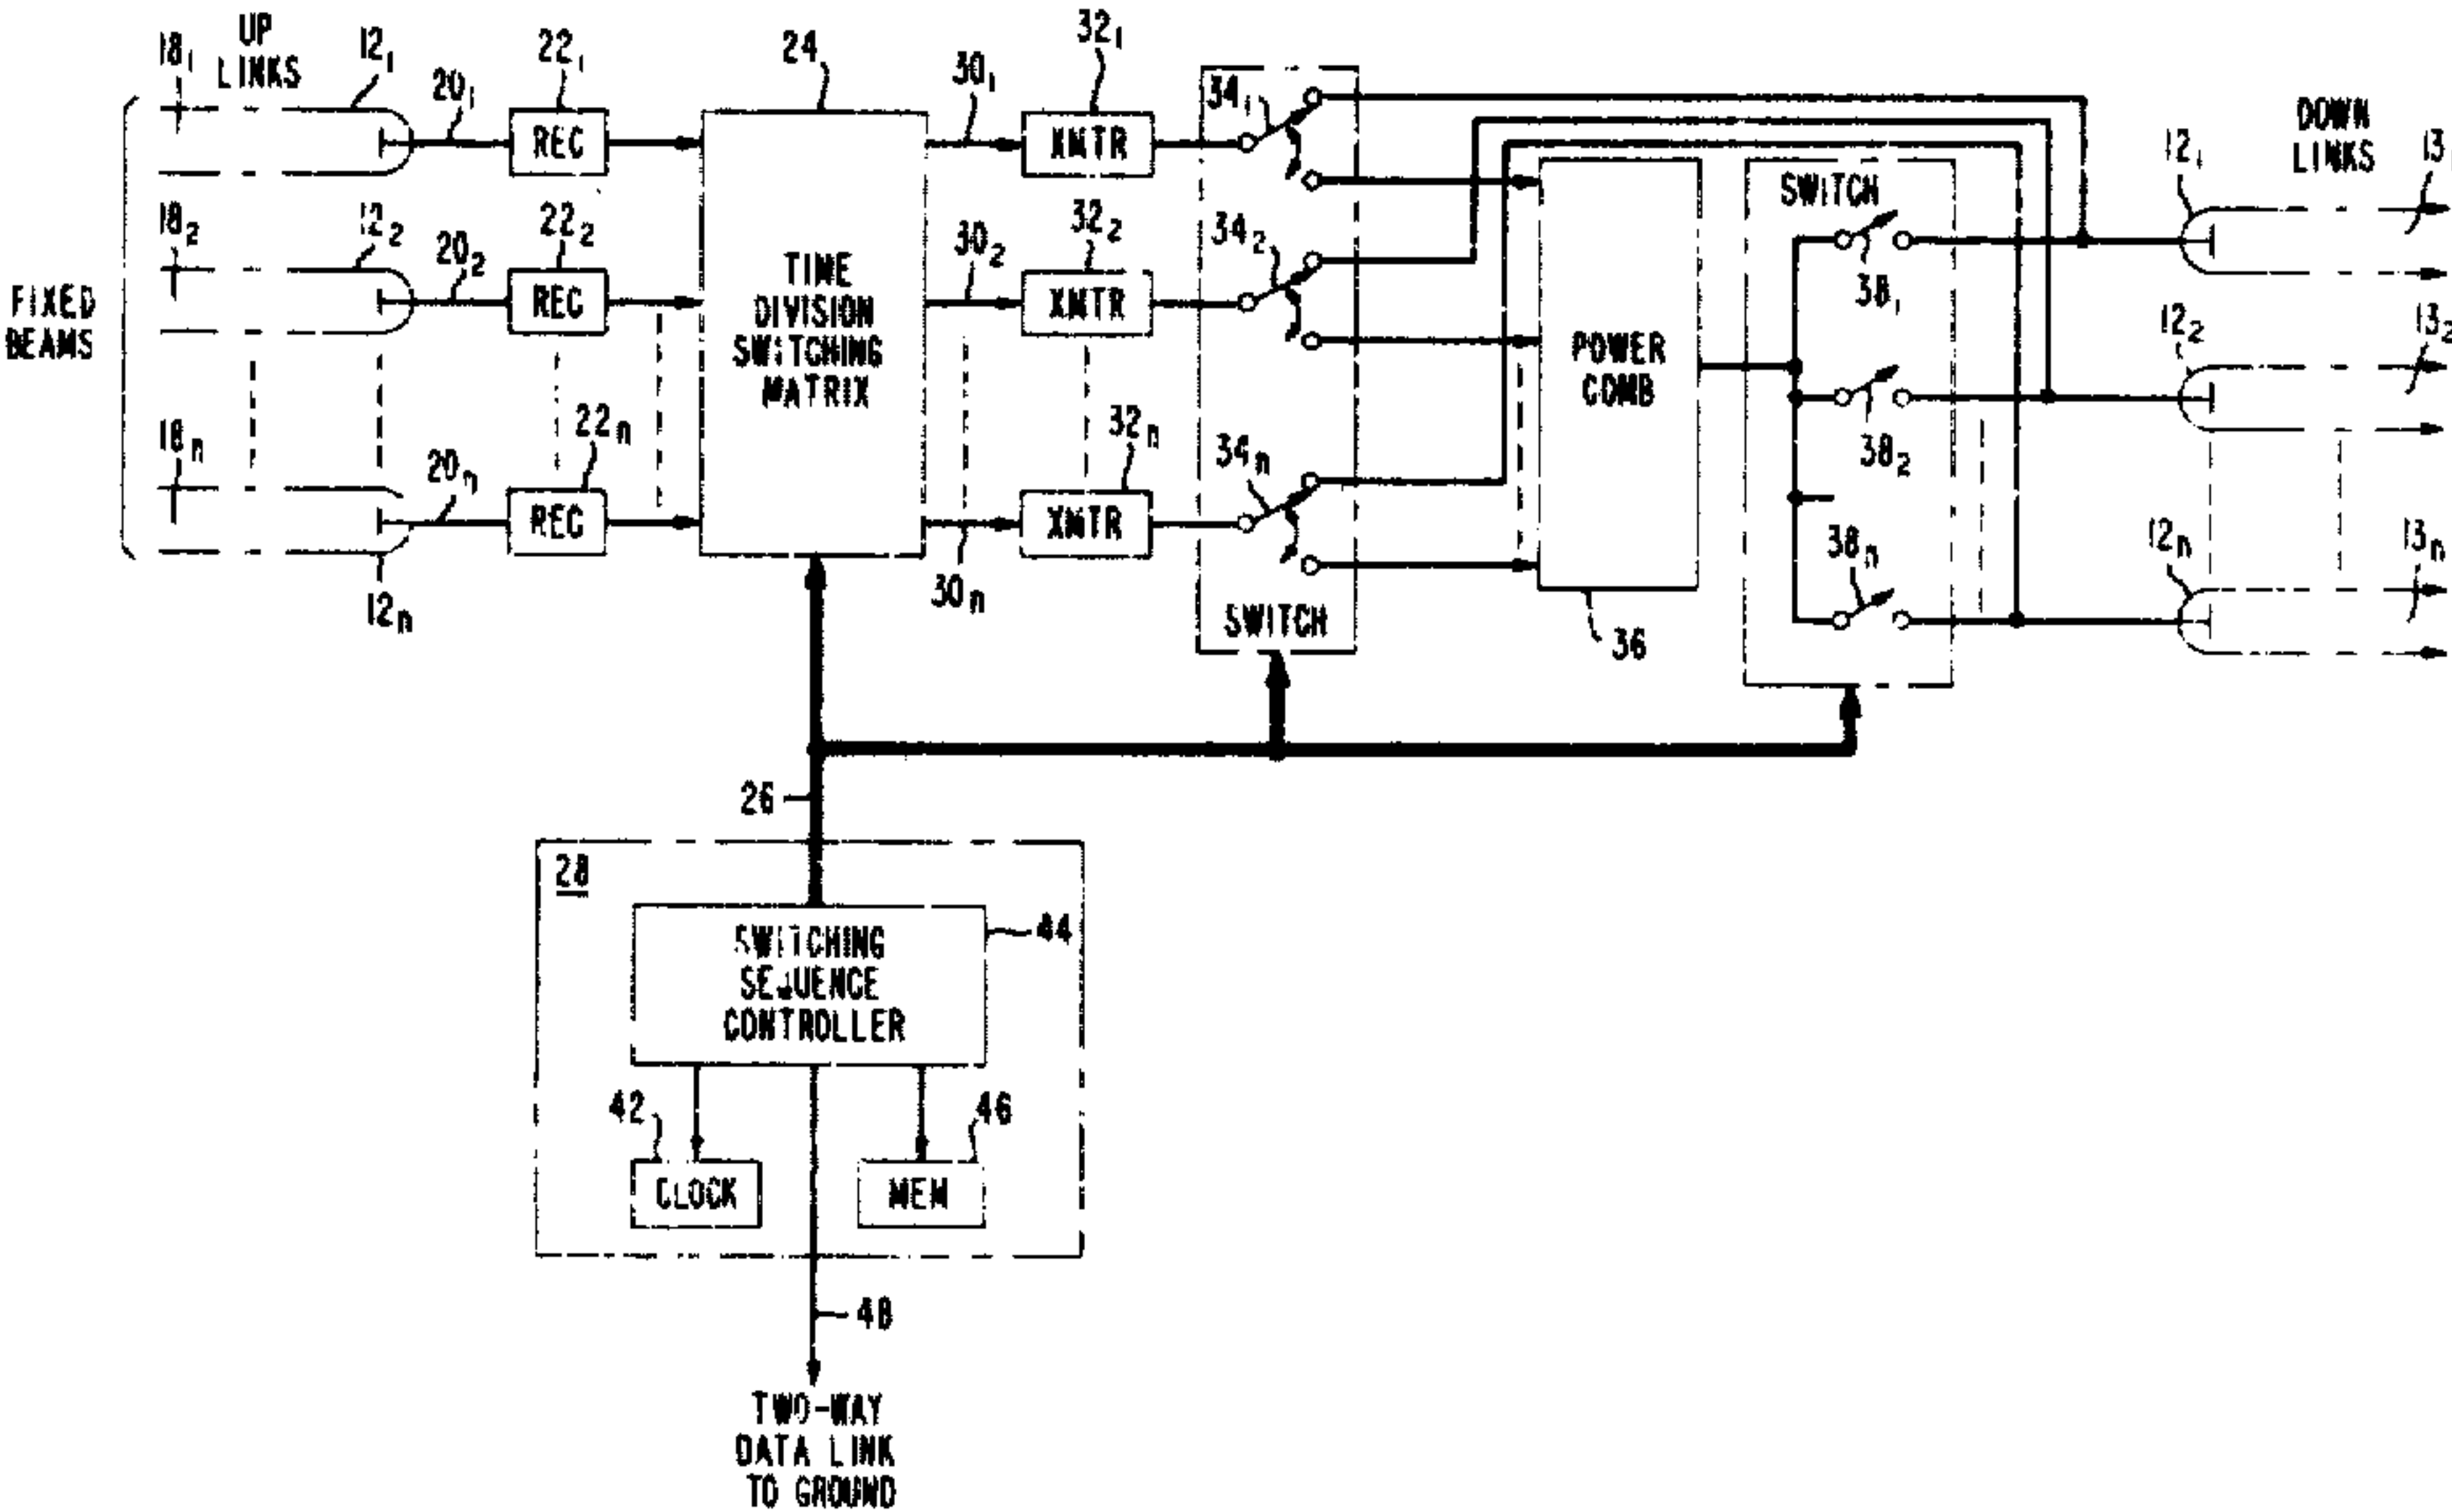 UP
LINKS
18₁
12₁
20₁
22₁
24
30₁
32₁
34₁
REC
XMTR
DOWN
LINKS
12₁
13₁
SWITCH
38₁
18₂
12₂
20₂
22₂
REC
30₂
32₂
XMTR
34₂
FIXED
BEAMS
TIME
DIVISION
SWITCHING
MATRIX
POWER
COMB
12₂
13₂
38₂
18n
20n
22n
REC
12n
30n
32n
XMTR
34n
SWITCH
36
38n
12n
13n
26
28
SWITCHING
SEQUENCE
CONTROLLER
44
42
CLOCK
46
MEM
48
TWO-WAY
DATA LINK
TO GROUND